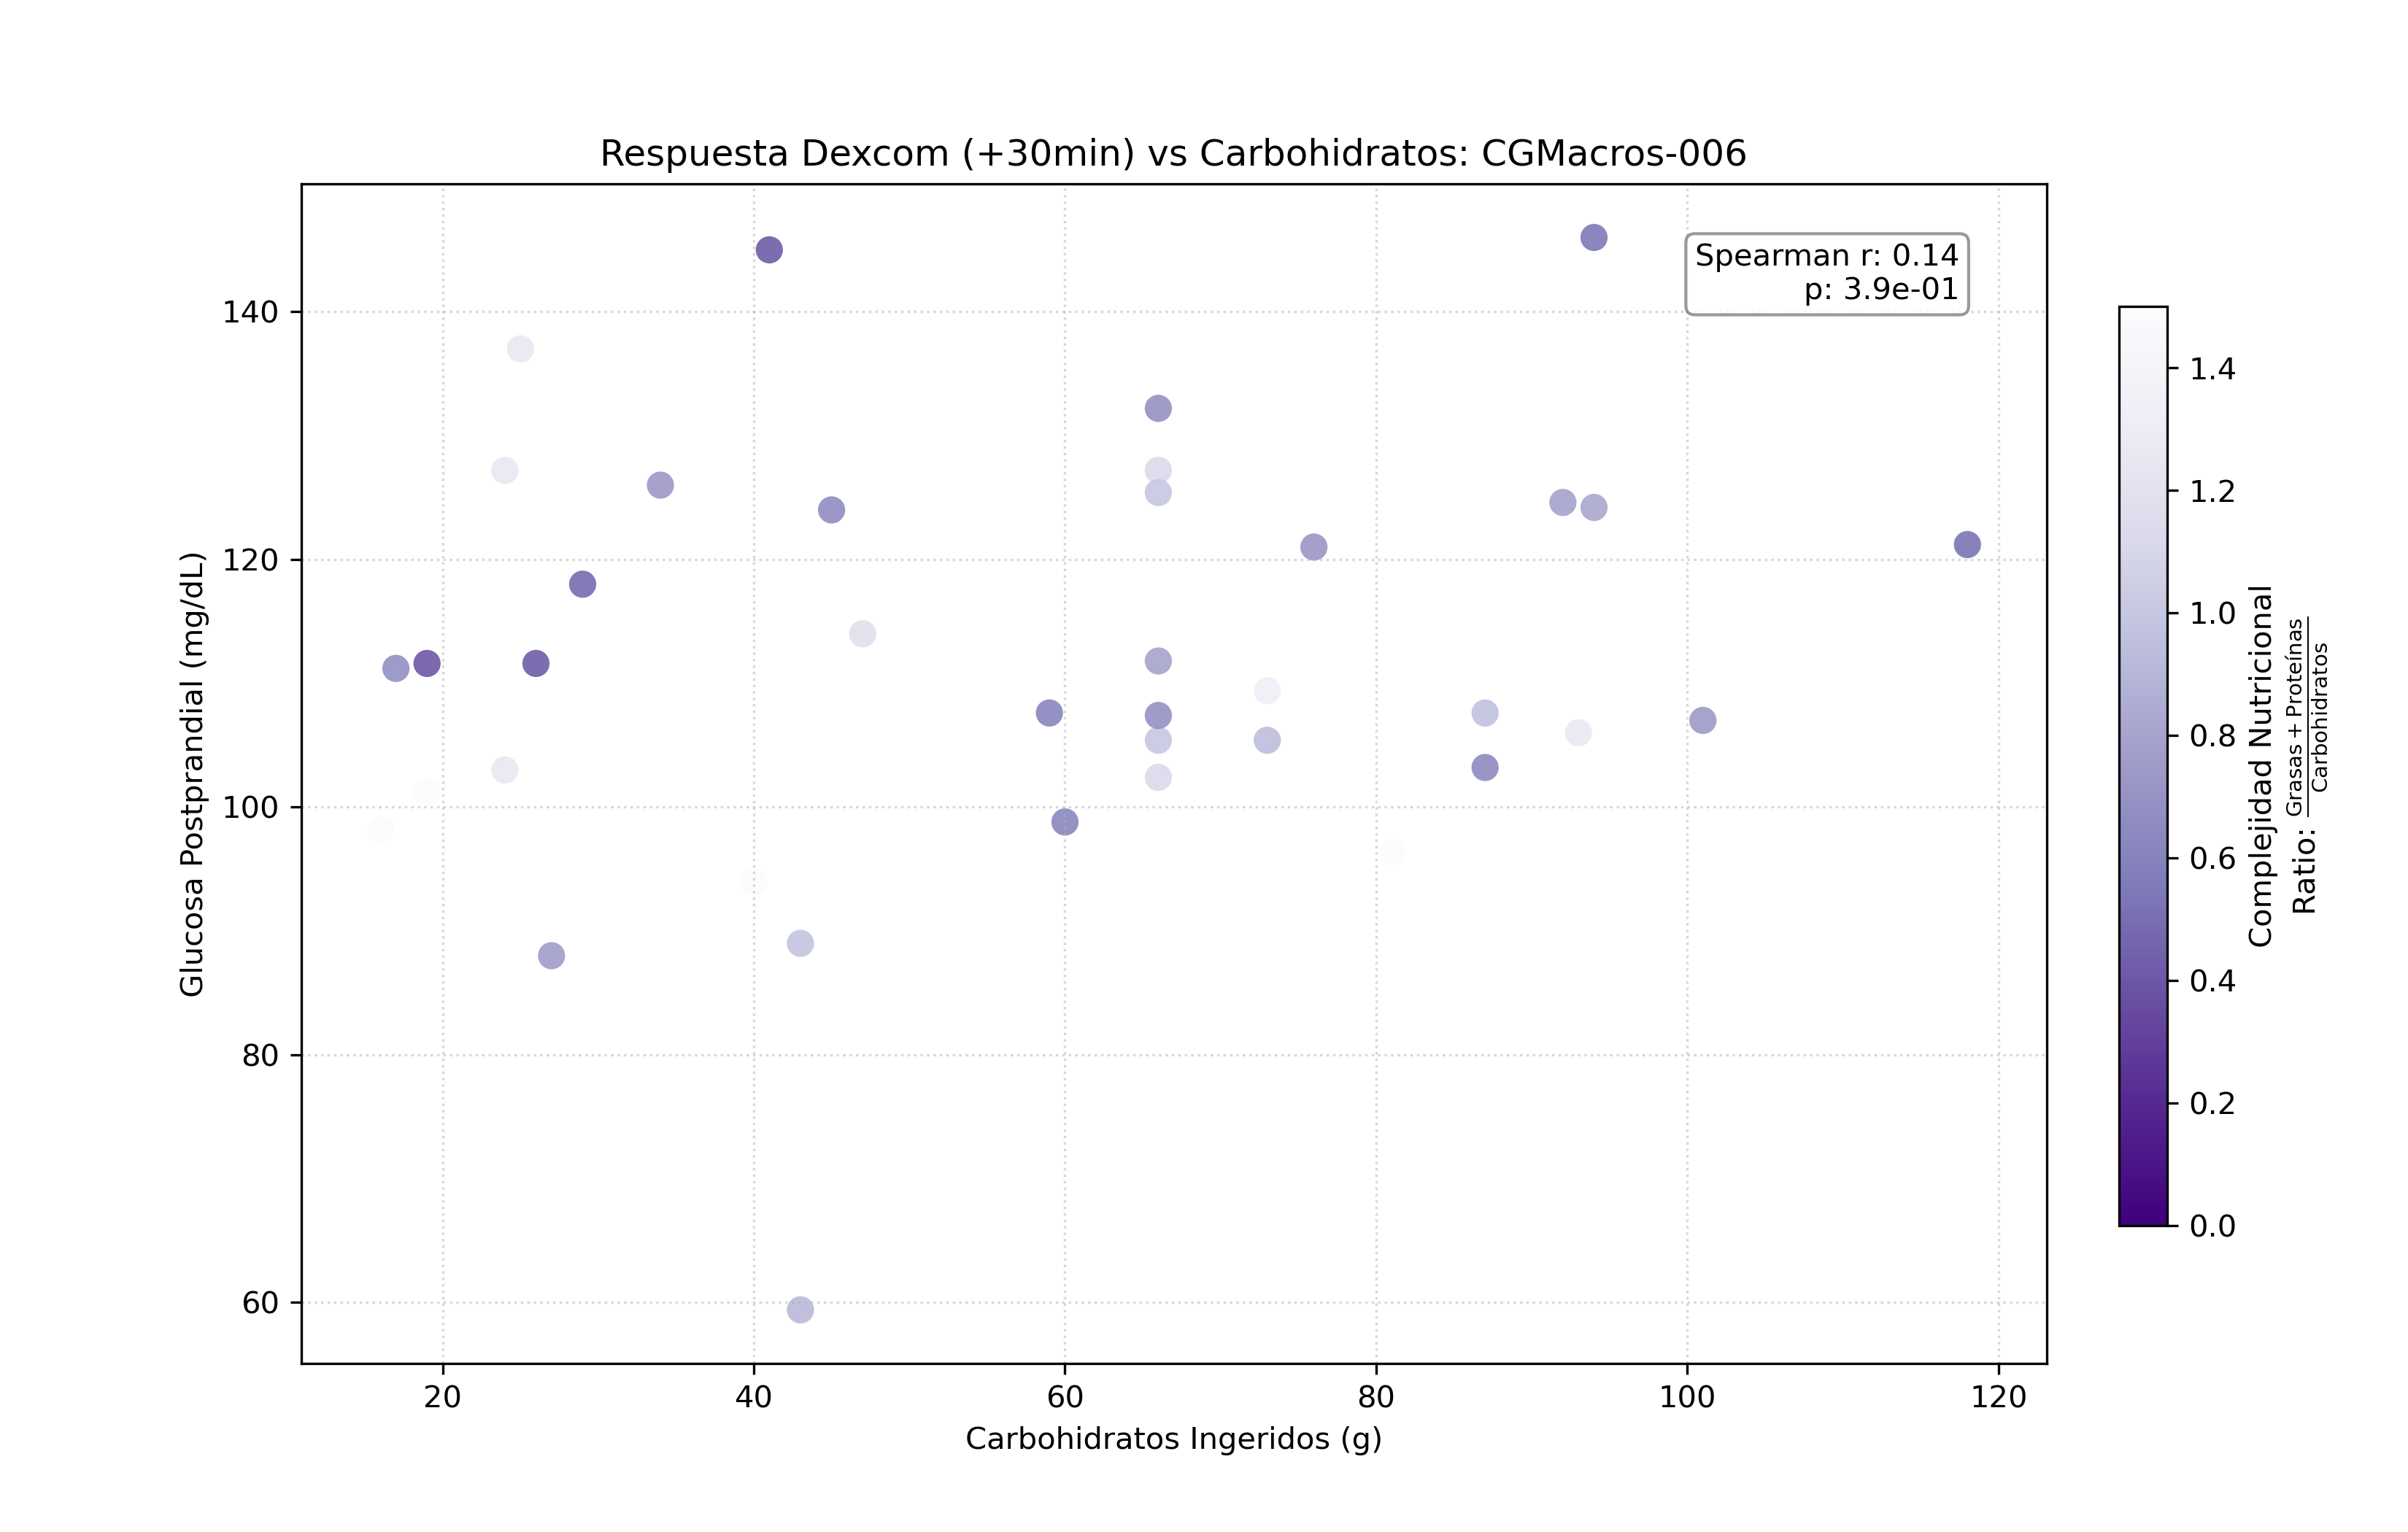 Respuesta Dexcom (+30min) vs Carbohidratos: CGMacros-006
Spearman r: 0.14
p: 3.9e-01
Glucosa Postprandial (mg/dL)
140
120
100
80
60
20
40
60
80
100
120
Carbohidratos Ingeridos (g)
1.4
1.2
1.0
0.8
0.6
0.4
0.2
0.0
Complejidad Nutricional
Ratio: Grasas + Proteínas
Carbohidratos